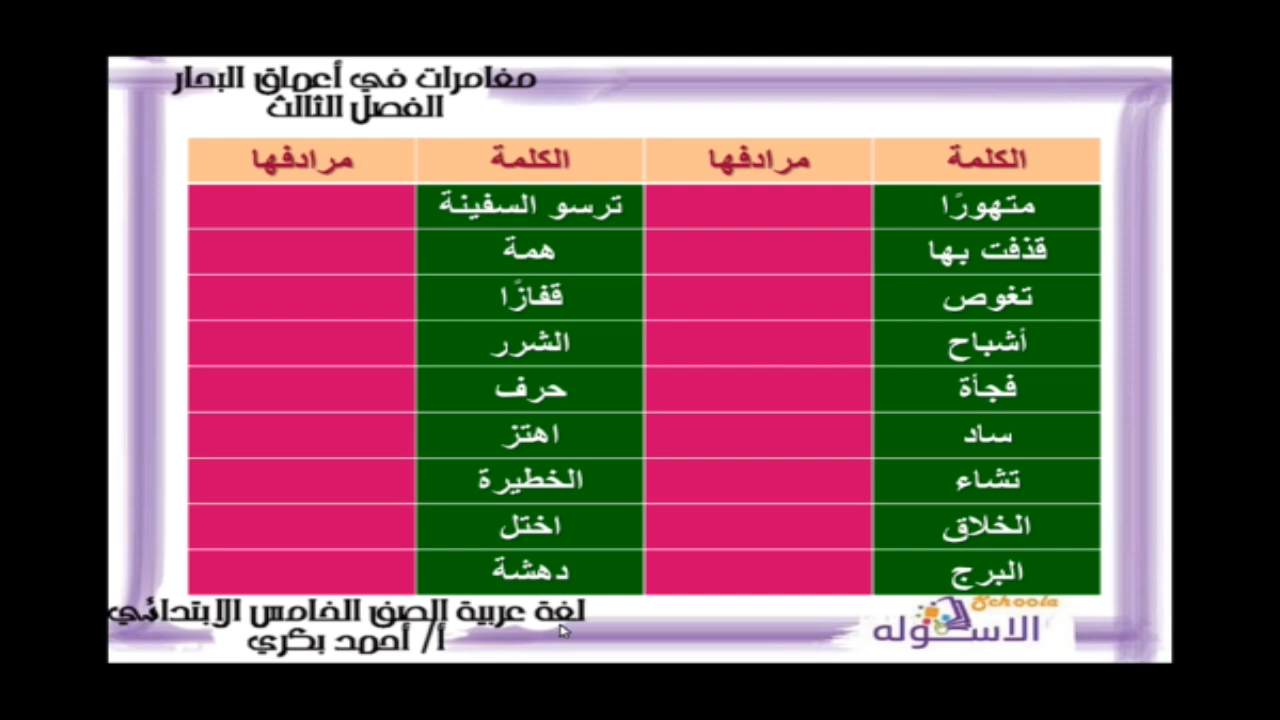 مغامرات في أعماق البحار
الفصل الثالث
الكلمة مرادفها الكلمة مرادفها
متهورًا ترسو السفينة
قذفت بها همة
تغوص قفازًا
أشباح الشرر
فجأة حرف
ساد اهتز
تشاء الخطيرة
الخلاق اختل
البرج دهشة
Schoola
الاسكوله
لغة عربية الصف الخامس الابتدائي
أ/ أحمد بكري